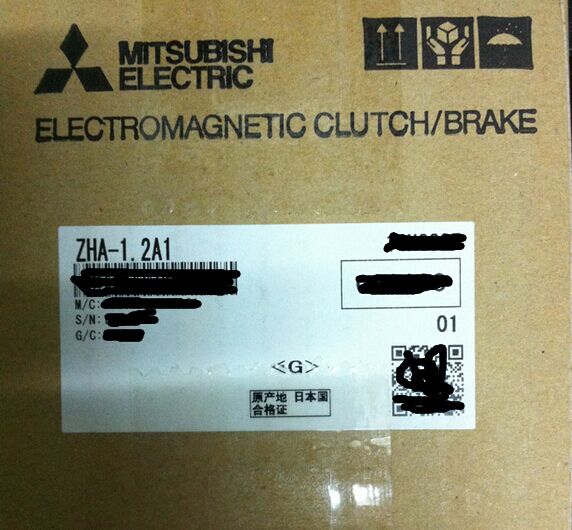 MITSUBISHI
ELECTRIC
ELECTROMAGNETIC CLUTCH/BRAKE
ZHA-1.2A1
M/C:
S/N:
G/C:
01
<G>
原产地 日本国
合格证